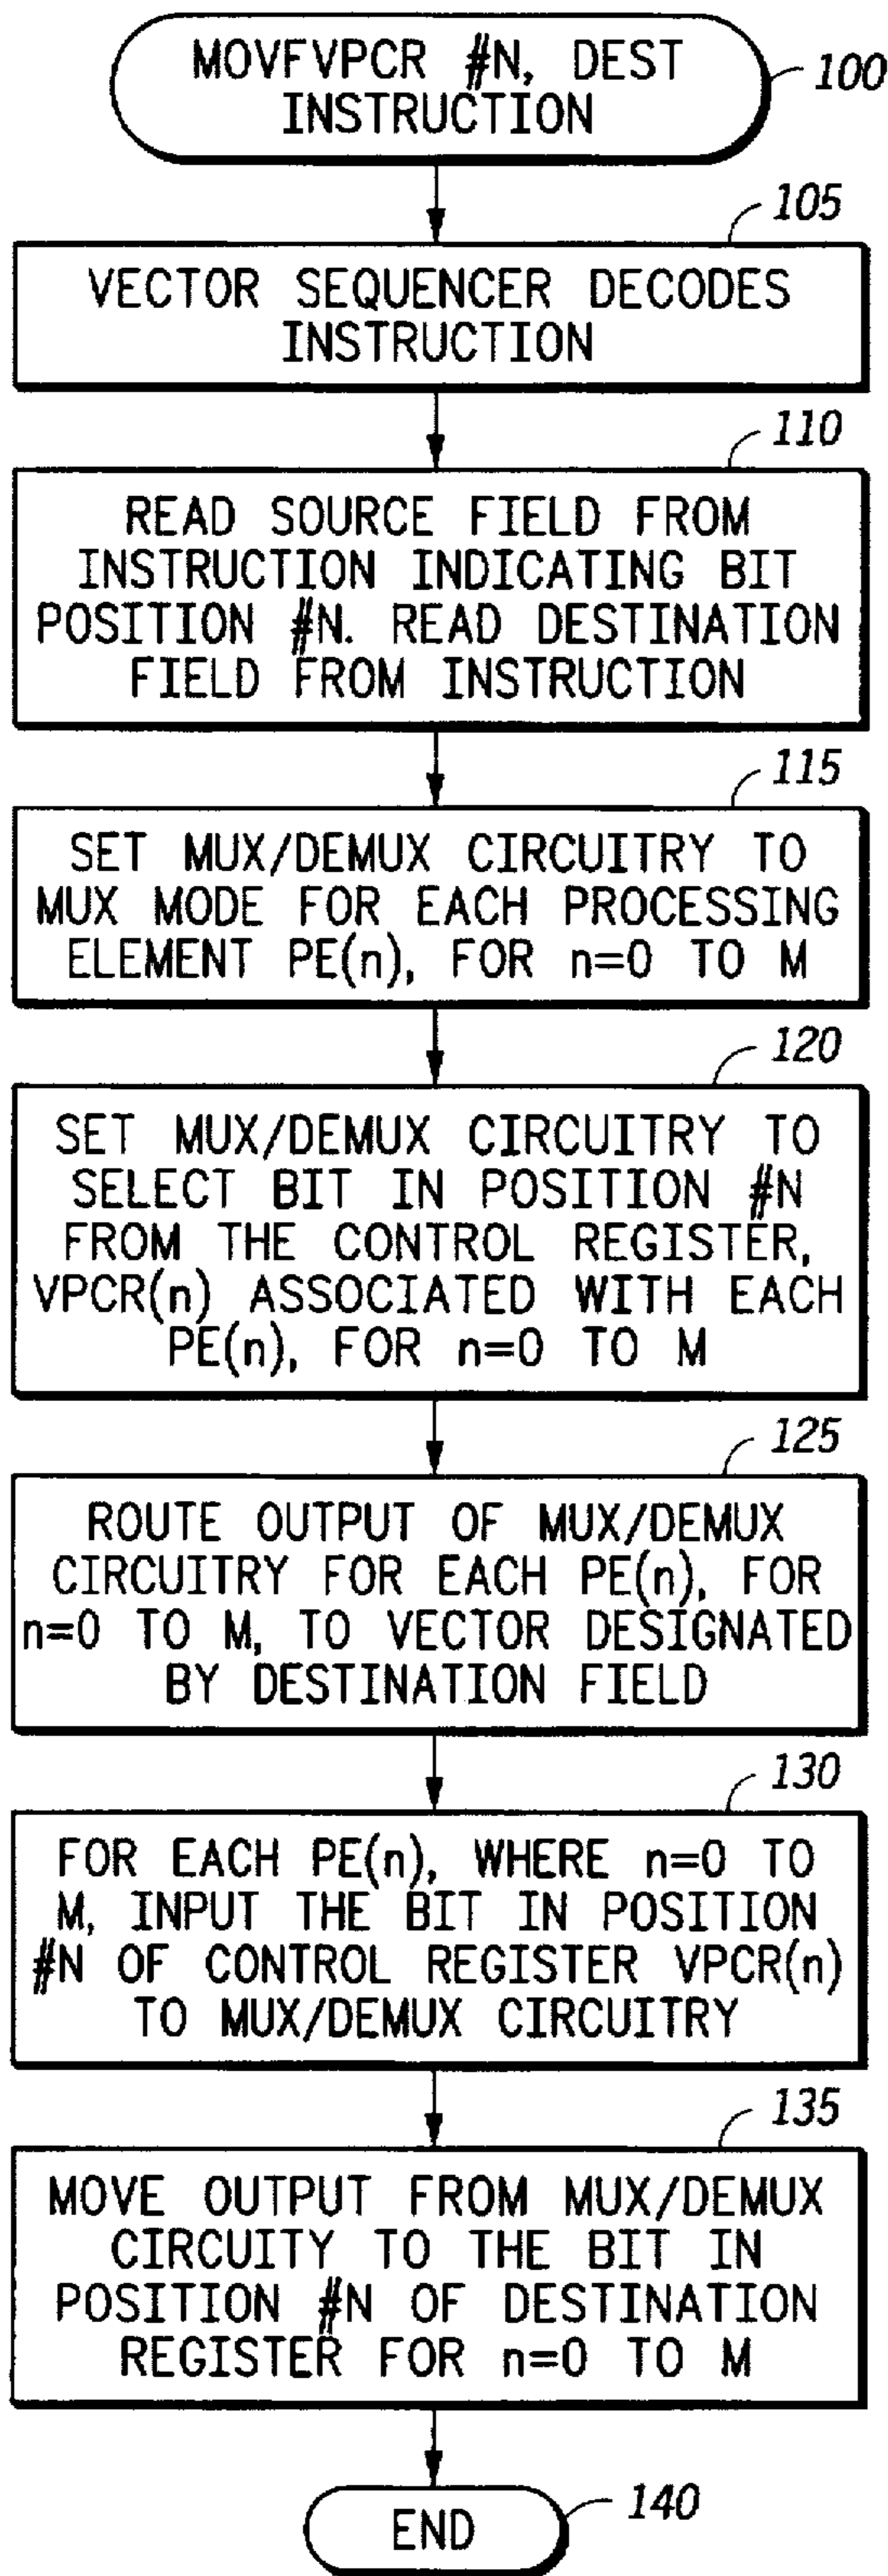 MOVFVPCR #N, DEST
INSTRUCTION
100
105
VECTOR SEQUENCER DECODES
INSTRUCTION
110
READ SOURCE FIELD FROM
INSTRUCTION INDICATING BIT
POSITION #N. READ DESTINATION
FIELD FROM INSTRUCTION
115
SET MUX/DEMUX CIRCUITRY TO
MUX MODE FOR EACH PROCESSING
ELEMENT PE(n), FOR n=0 TO M
120
SET MUX/DEMUX CIRCUITRY TO
SELECT BIT IN POSITION #N
FROM THE CONTROL REGISTER,
VPCR(n) ASSOCIATED WITH EACH
PE(n), FOR n=0 TO M
125
ROUTE OUTPUT OF MUX/DEMUX
CIRCUITRY FOR EACH PE(n), FOR
n=0 TO M, TO VECTOR DESIGNATED
BY DESTINATION FIELD
130
FOR EACH PE(n), WHERE n=0 TO
M, INPUT THE BIT IN POSITION
#N OF CONTROL REGISTER VPCR(n)
TO MUX/DEMUX CIRCUITRY
135
MOVE OUTPUT FROM MUX/DEMUX
CIRCUITY TO THE BIT IN
POSITION #N OF DESTINATION
REGISTER FOR n=0 TO M
END
140